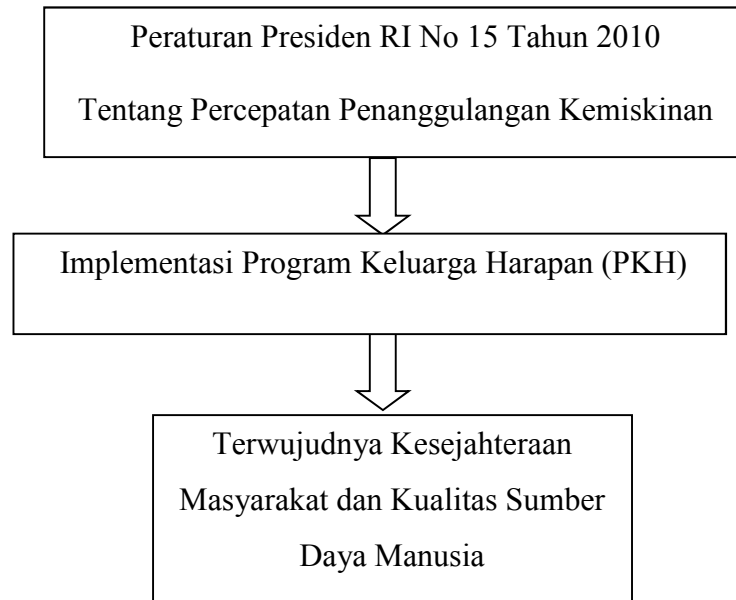 Peraturan Presiden RI No 15 Tahun 2010
Tentang Percepatan Penanggulangan Kemiskinan
Implementasi Program Keluarga Harapan (PKH)
Terwujudnya Kesejahteraan
Masyarakat dan Kualitas Sumber
Daya Manusia